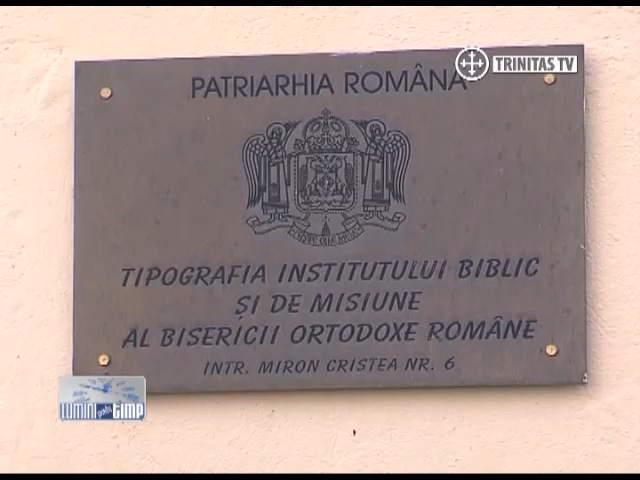 TRINITAS TV
PATRIARHIA ROMÂNĂ
TIPOGRAFIA INSTITUTULUI BIBLIC
ȘI DE MISIUNE
AL BISERICII ORTODOXE ROMÂNE
INTR. MIRON CRISTEA NR. 6
LUMINI
TIMP